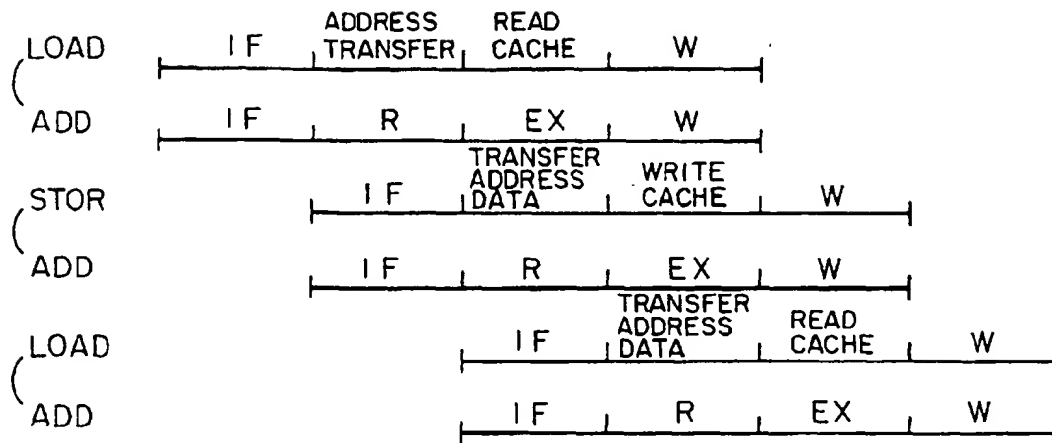 LOAD IF ADDRESS TRANSFER READ CACHE W
ADD IF R EX W
STOR IF TRANSFER ADDRESS DATA WRITE CACHE W
ADD IF R EX W
LOAD IF TRANSFER ADDRESS DATA READ CACHE W
ADD IF R EX W